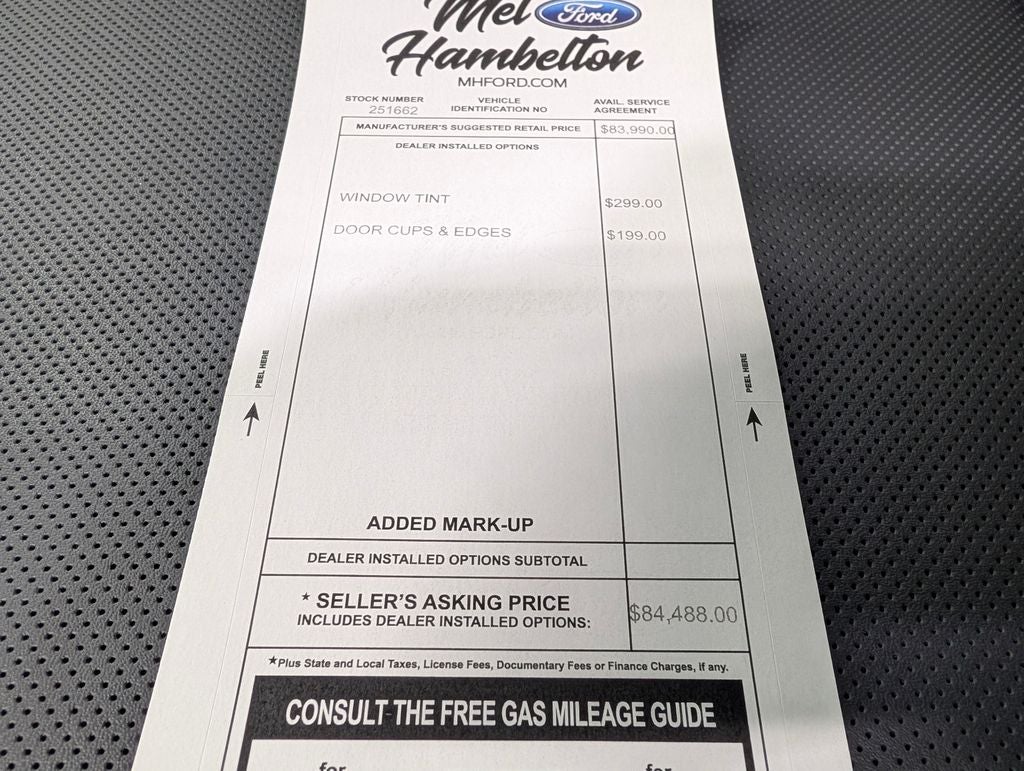 Mel Ford
Hambelton
MHFORD.COM
STOCK NUMBER
251662
VEHICLE
IDENTIFICATION NO
AVAIL. SERVICE
AGREEMENT
MANUFACTURER'S SUGGESTED RETAIL PRICE $83,990.00
DEALER INSTALLED OPTIONS
WINDOW TINT $299.00
DOOR CUPS & EDGES $199.00
PEEL HERE
PEEL HERE
ADDED MARK-UP
DEALER INSTALLED OPTIONS SUBTOTAL
* SELLER'S ASKING PRICE
INCLUDES DEALER INSTALLED OPTIONS: $84,488.00
★Plus State and Local Taxes, License Fees, Documentary Fees or Finance Charges, If any.
CONSULT THE FREE GAS MILEAGE GUIDE
for for